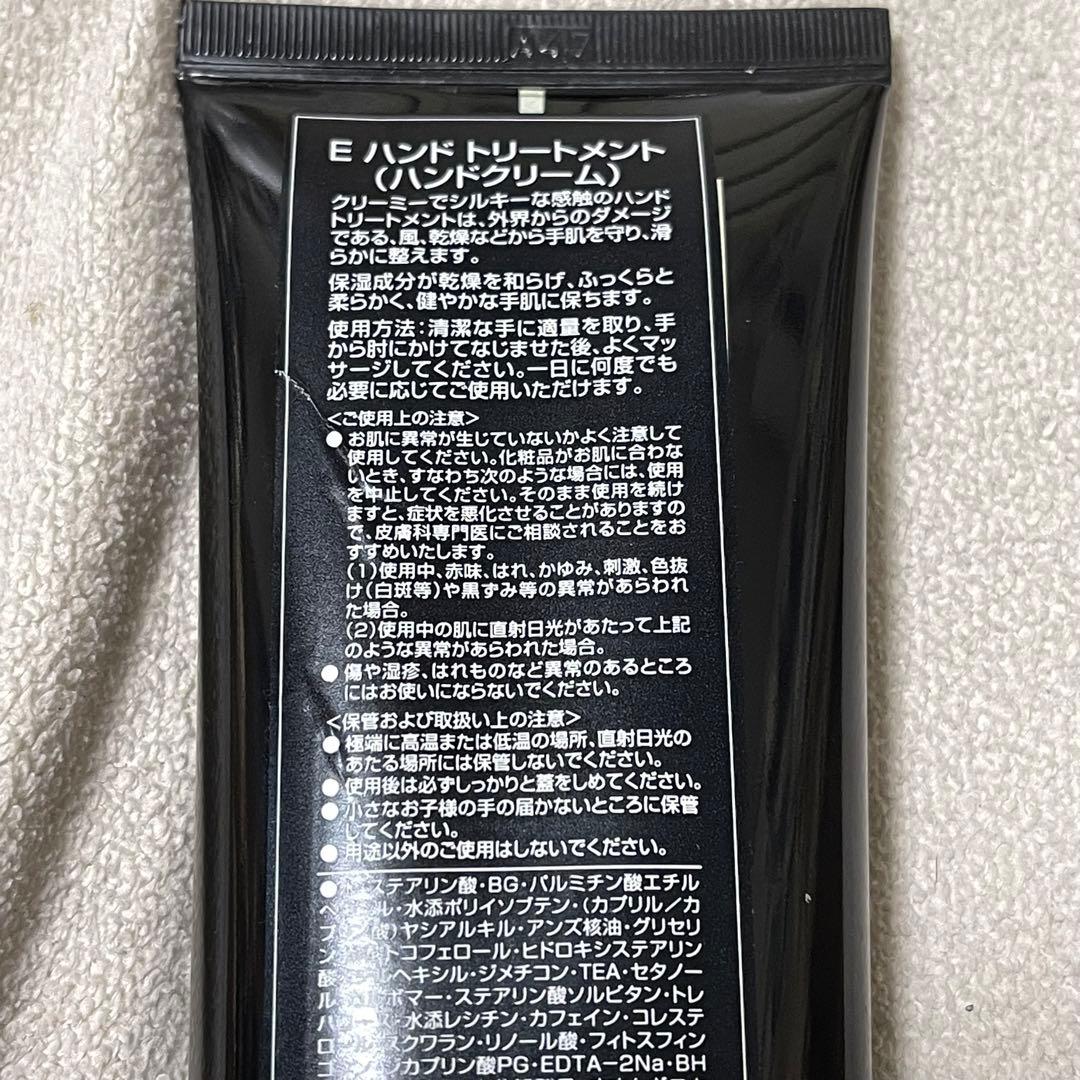 A47
E ハンド トリートメント
(ハンドクリーム)
クリーミーでシルキーな感触のハンド
トリートメントは、外界からのダメージ
である、風、乾燥などから手肌を守り、滑
らかに整えます。
保湿成分が乾燥を和らげ、ふっくらと
柔らかく、健やかな手肌に保ちます。
使用方法:清潔な手に適量を取り、手
から肘にかけてなじませた後、よくマッ
サージしてください。一日に何度でも
必要に応じてご使用いただけます。
<ご使用上の注意>
● お肌に異常が生じていないかよく注意して
使用してください。化粧品がお肌に合わな
いとき、すなわち次のような場合には、使用
を中止してください。そのまま使用を続け
ますと、症状を悪化させることがありますの
で、皮膚科専門医にご相談されることをお
すすめいたします。
(1)使用中、赤味、はれ、かゆみ、刺激、色抜
け(白斑等)や黒ずみ等の異常があらわれ
た場合。
(2)使用中の肌に直射日光があたって上記
のような異常があらわれた場合。
● 傷や湿疹、はれものなど異常のあるところ
にはお使いにならないでください。
<保管および取扱い上の注意>
● 極端に高温または低温の場所、直射日光の
あたる場所には保管しないでください。
● 使用後は必ずしっかりと蓋をしめてください。
● 小さなお子様の手の届かないところに保管
してください。
● 用途以外のご使用はしないでください。
ステアリン酸・BG・パルミチン酸エチル
ル・水添ポリイソブテン・(カプリル/カ
酸)ヤシアルキル・アンズ核油・グリセリ
トコフェロール・ヒドロキシステアリン
酸 ルヘキシル・ジメチコン・TEA・セタノー
ル ボマー・ステアリン酸ソルビタン・トレ
ハ 水添レシチン・カフェイン・コレステ
ロ スクワラン・リノール酸・フィトスフィン
カプリン酸PG・EDTA-2Na・BH